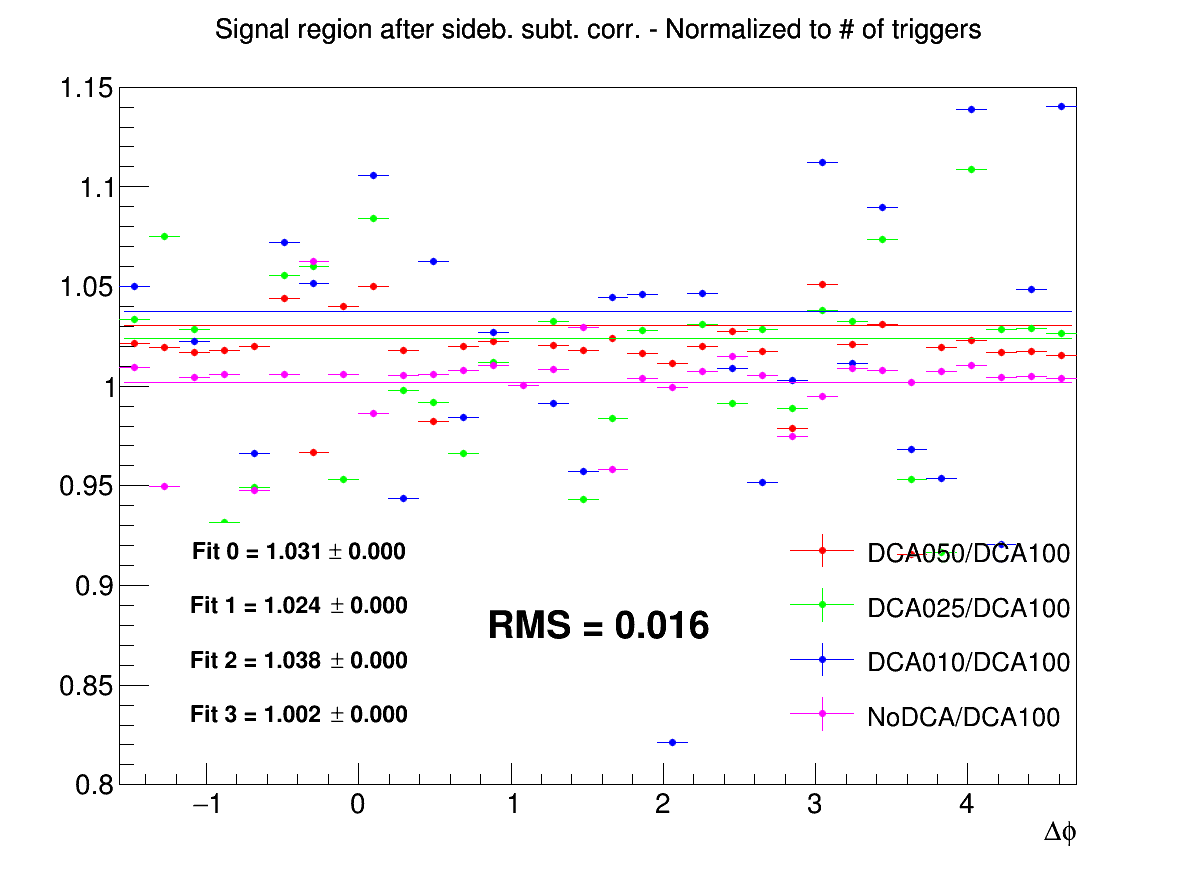 Signal region after sideb. subt. corr. - Normalized to # of triggers
1.15
1.1
1.05
1
0.95
0.9
0.85
0.8
Fit 0 = 1.031 ± 0.000
Fit 1 = 1.024 ± 0.000
Fit 2 = 1.038 ± 0.000
Fit 3 = 1.002 ± 0.000
RMS = 0.016
DCA050/DCA100
DCA025/DCA100
DCA010/DCA100
NoDCA/DCA100
−1 0 1 2 3 4
Δϕ